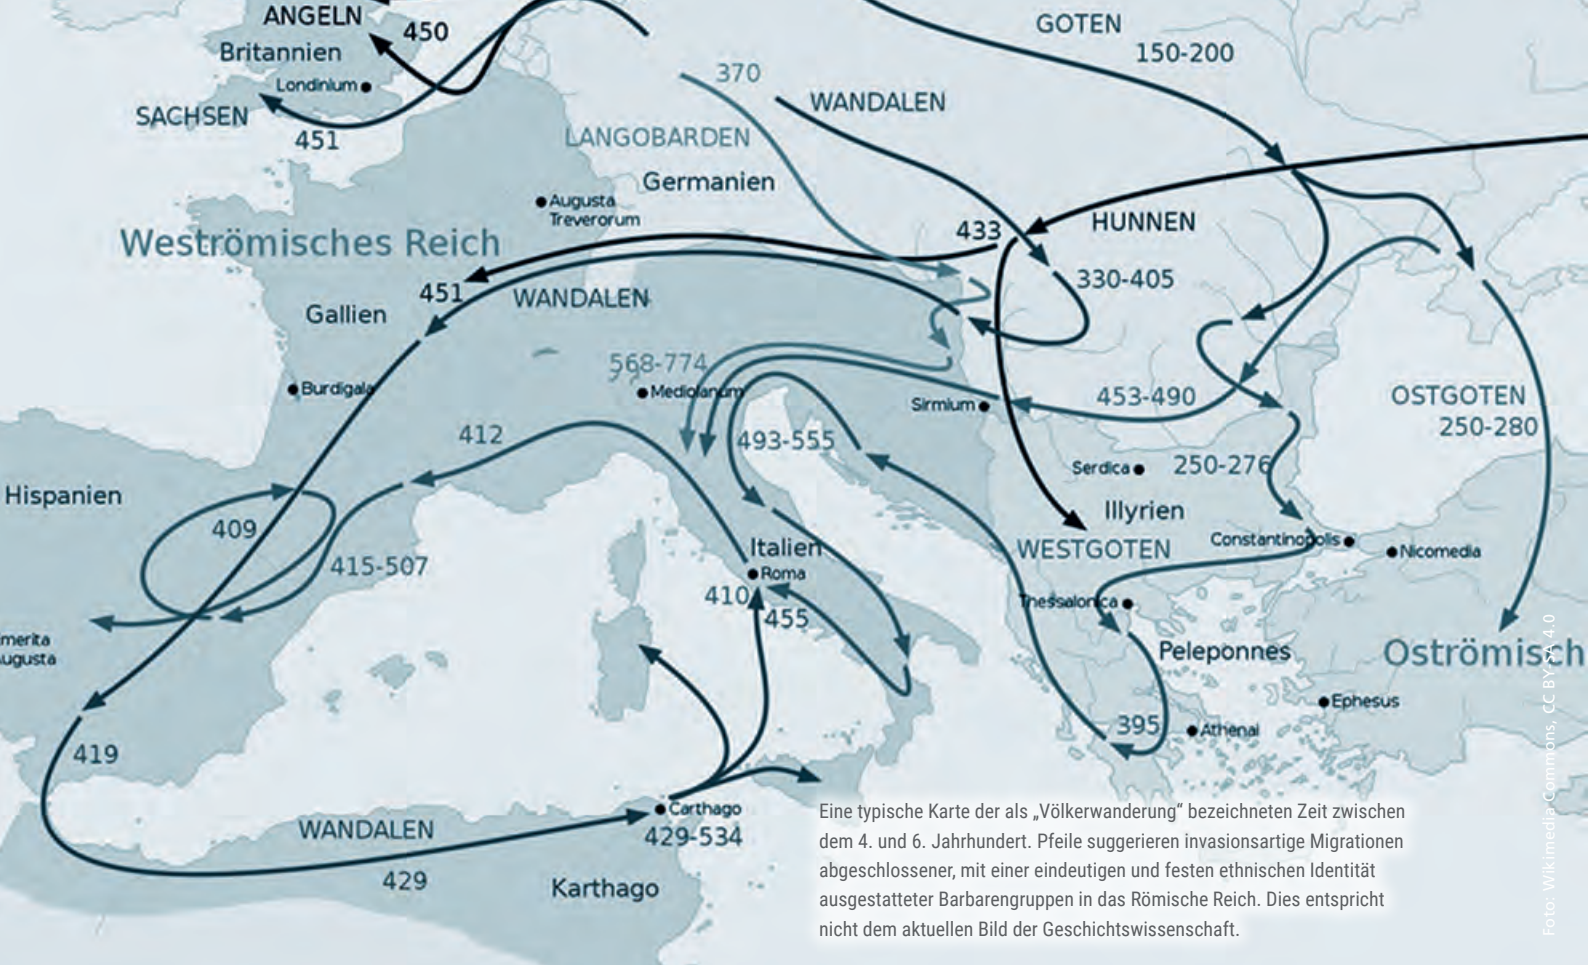 ANGELN
450
Britannien
Londinium
SACHSEN
451
GOTEN
150-200
370
WANDALEN
LANGOBARDEN
Germanien
Augusta
Treverorum
Weströmisches Reich
433
HUNNEN
451
WANDALEN
330-405
Gallien
568-774
Burdigala
Mediolanum
Sirmium
453-490
OSTGOTEN
250-280
412
493-555
Serdica
250-276
Hispanien
Illyrien
409
Italien
WESTGOTEN
Constantinopolis
Nicomedia
415-507
Roma
410
455
Thessalonica
merita
ugusta
Peleponnes
Oströmisch
Ephesus
395
Athenai
419
Carthago
WANDALEN
429-534
429
Karthago
Eine typische Karte der als „Völkerwanderung“ bezeichneten Zeit zwischen
dem 4. und 6. Jahrhundert. Pfeile suggerieren invasionsartige Migrationen
abgeschlossener, mit einer eindeutigen und festen ethnischen Identität
ausgestatteter Barbarengruppen in das Römische Reich. Dies entspricht
nicht dem aktuellen Bild der Geschichtswissenschaft.
Foto: Wikimedia Commons, CC BY-SA 4.0